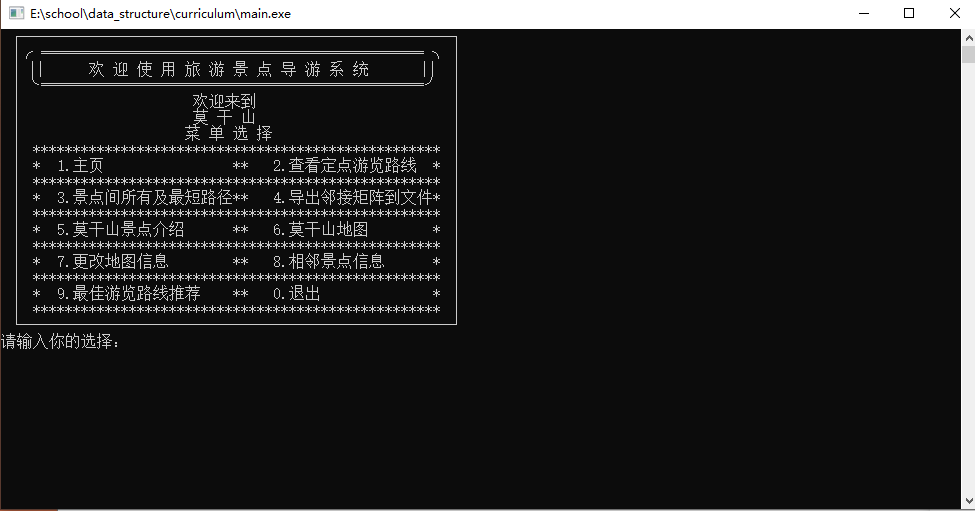 E:\school\data_structure\curriculum\main.exe
欢 迎 使 用 旅 游 景 点 导 游 系 统
欢迎来到
莫 干 山
菜 单 选 择
***************************************************
*  1.主页                **   2.查看定点游览路线  *
***************************************************
*  3.景点间所有及最短路径**   4.导出邻接矩阵到文件*
***************************************************
*  5.莫干山景点介绍      **   6.莫干山地图        *
***************************************************
*  7.更改地图信息        **   8.相邻景点信息      *
***************************************************
*  9.最佳游览路线推荐    **   0.退出              *
***************************************************
请输入你的选择: